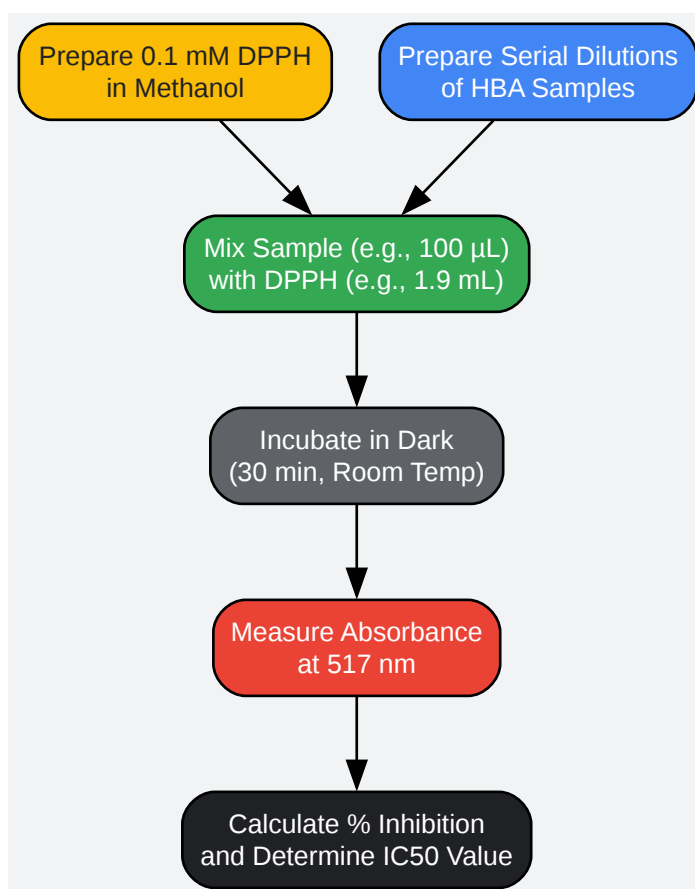 Prepare 0.1 mM DPPH
in Methanol
Prepare Serial Dilutions
of HBA Samples
Mix Sample (e.g., 100 µL)
with DPPH (e.g., 1.9 mL)
Incubate in Dark
(30 min, Room Temp)
Measure Absorbance
at 517 nm
Calculate % Inhibition
and Determine IC50 Value